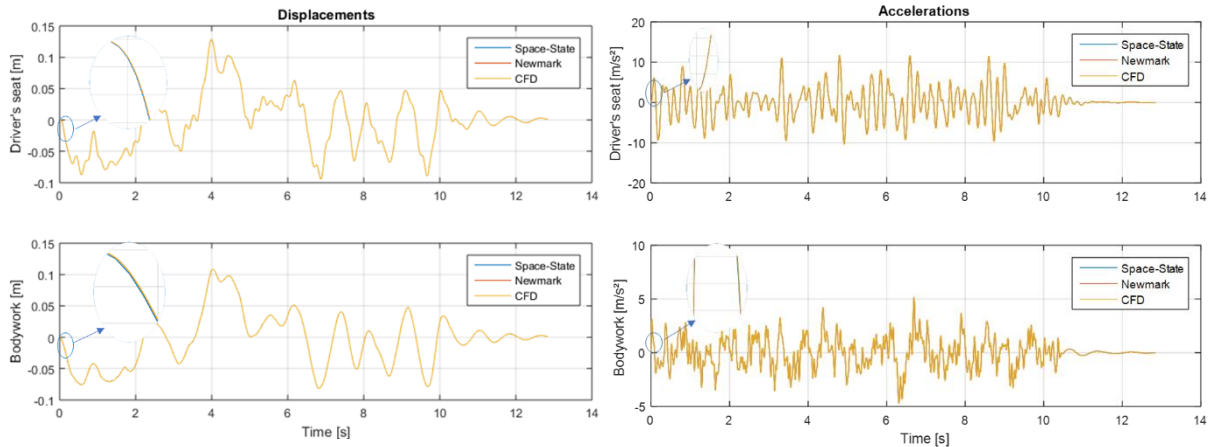 Displacements
0.15
0.1
0.05
0
-0.05
-0.1
Driver's seat [m]
Space-State
Newmark
CFD
0 2 4 6 8 10 12 14
0.15
0.1
0.05
0
-0.05
-0.1
Bodywork [m]
Space-State
Newmark
CFD
0 2 4 6 8 10 12 14
Time [s]
Accelerations
20
10
0
-10
-20
Driver's seat [m/s²]
Space-State
Newmark
CFD
0 2 4 6 8 10 12 14
10
5
0
-5
Bodywork [m/s²]
Space-State
Newmark
CFD
0 2 4 6 8 10 12 14
Time [s]